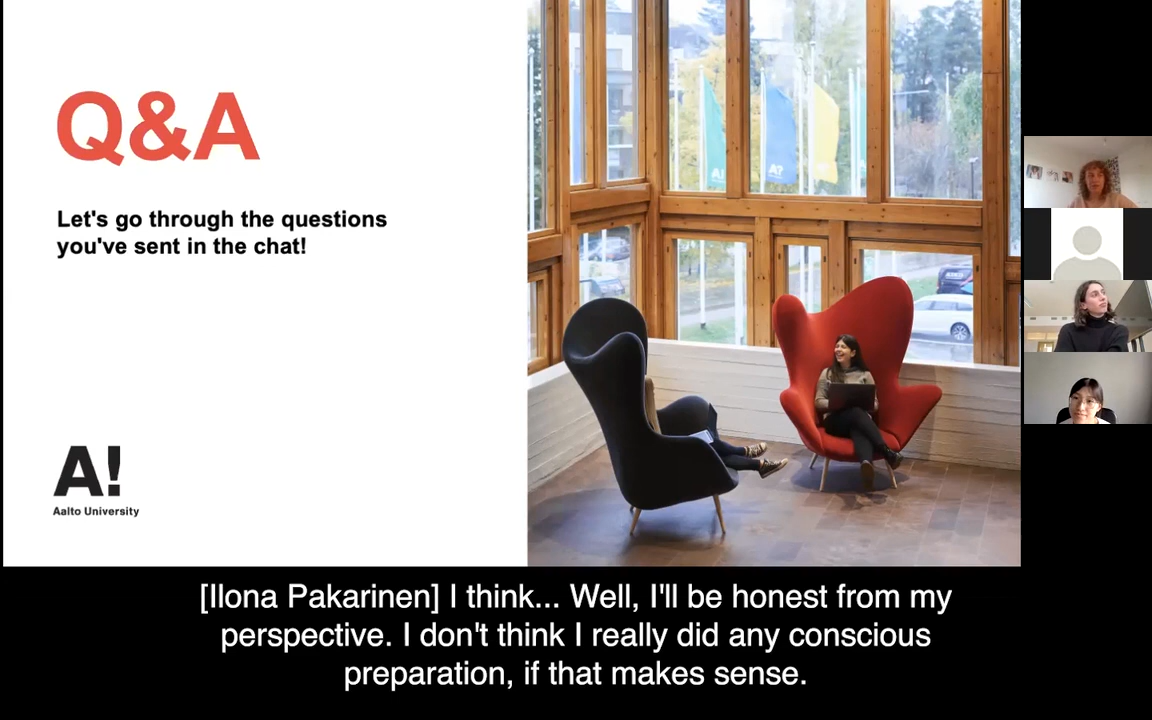 Q&A
Let's go through the questions
you've sent in the chat!
A!
Aalto University
A!
A?
A
[Ilona Pakarinen] I think... Well, I'll be honest from my
perspective. I don't think I really did any conscious
preparation, if that makes sense.